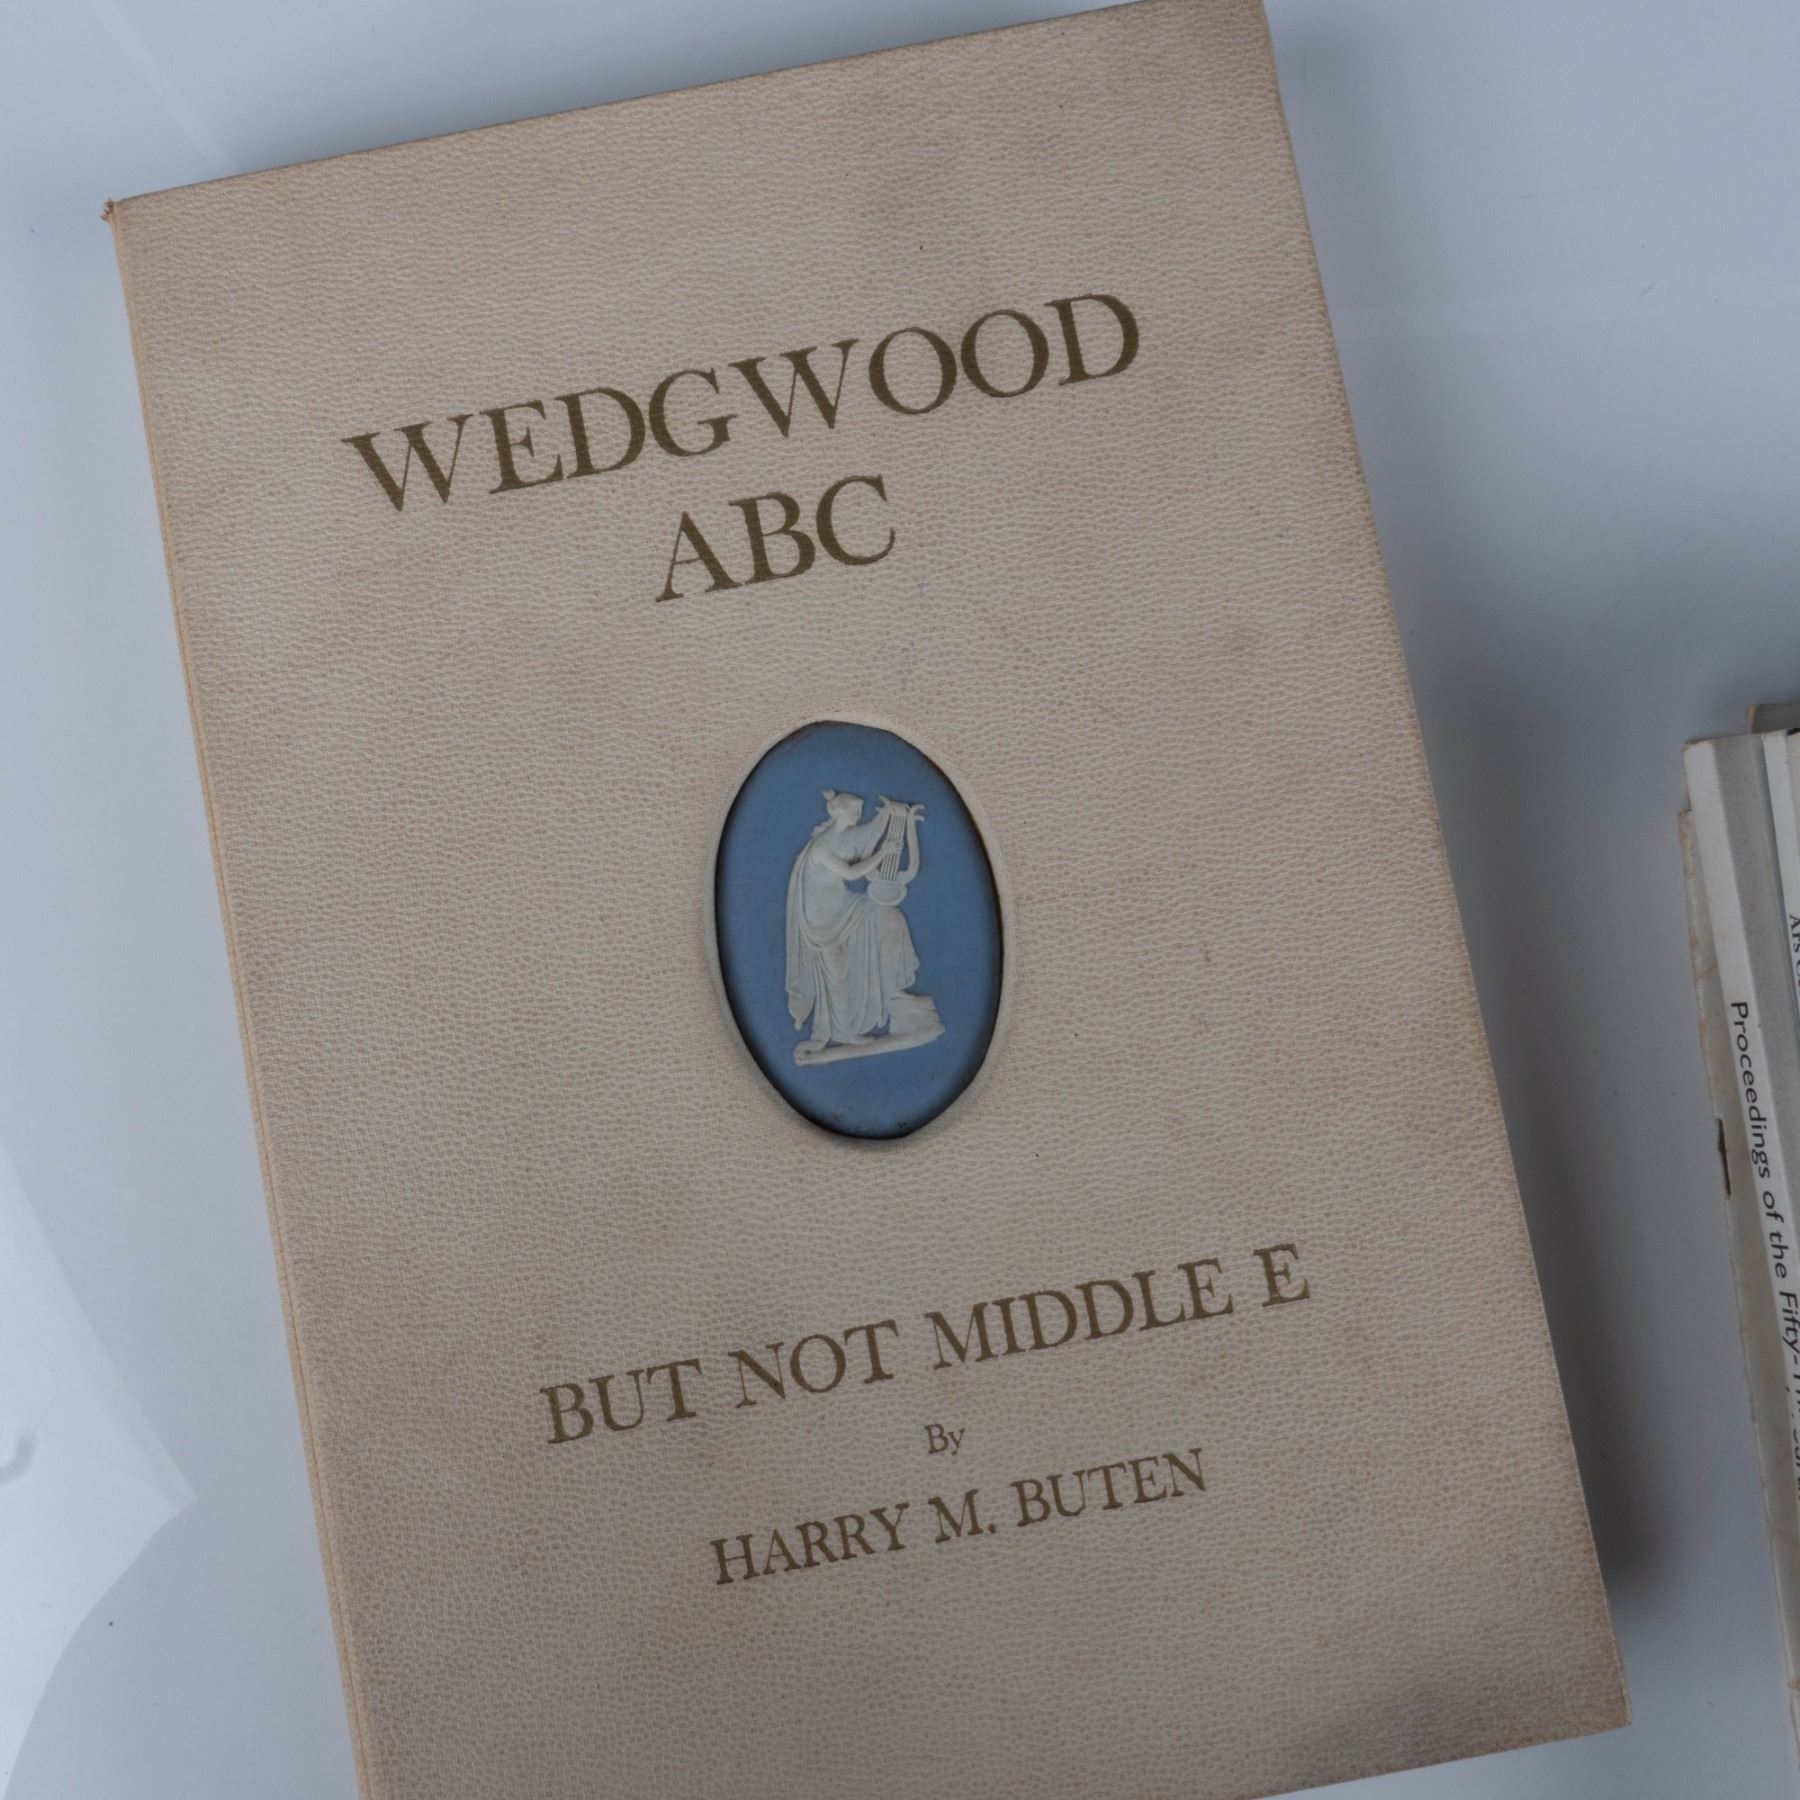 WEDGWOOD
ABC
BUT NOT MIDDLE E
By
HARRY M. BUTEN
Proceedings of the Fifty-